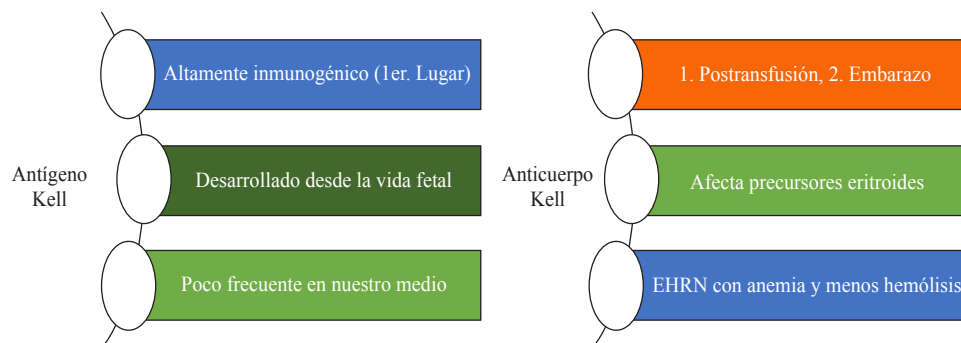 Antígeno
Kell
Altamente inmunogénico (1er. Lugar)
Desarrollado desde la vida fetal
Poco frecuente en nuestro medio
Anticuerpo
Kell
1. Postransfusión, 2. Embarazo
Afecta precursores eritroides
EHRN con anemia y menos hemólisis